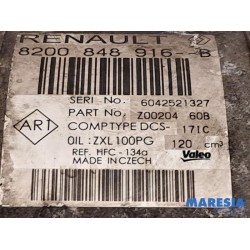 RENAULT
8200 848 916--B
SERI No. 6042521327
PART No. Z00204 60B
ART
COMPTYPE DCS-171C
OIL:ZXL100PG 120 cm³
REF. HFC-134a
Valeo
MADE IN CZECH
MARESIA